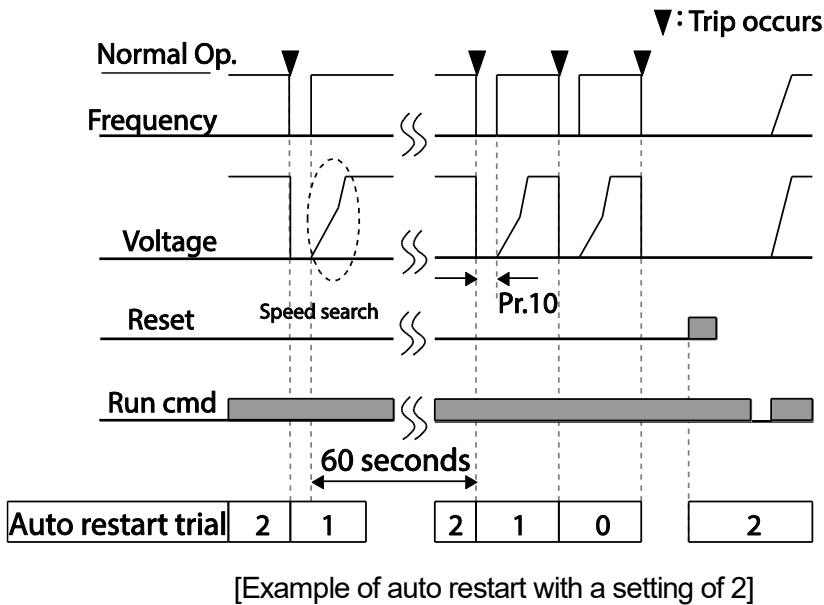 ▼: Trip occurs
Normal Op.
Frequency
Voltage
Pr.10
Reset
Speed search
Run cmd
60 seconds
Auto restart trial 2 1 2 1 0 2
[Example of auto restart with a setting of 2]